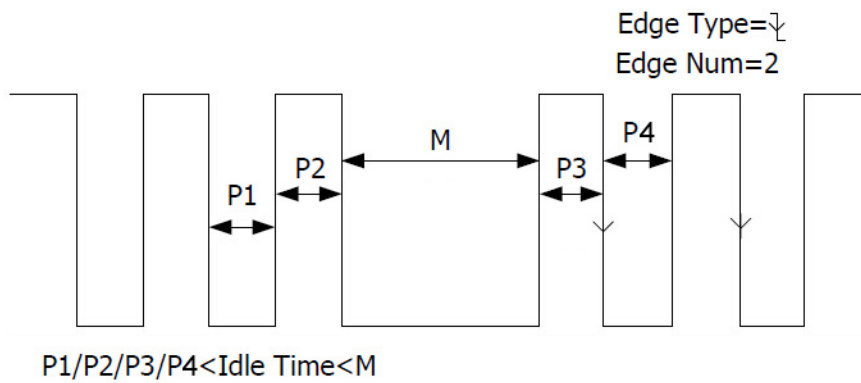 Edge Type=
Edge Num=2
M
P4
P2
P3
P1
P1/P2/P3/P4<Idle Time<M